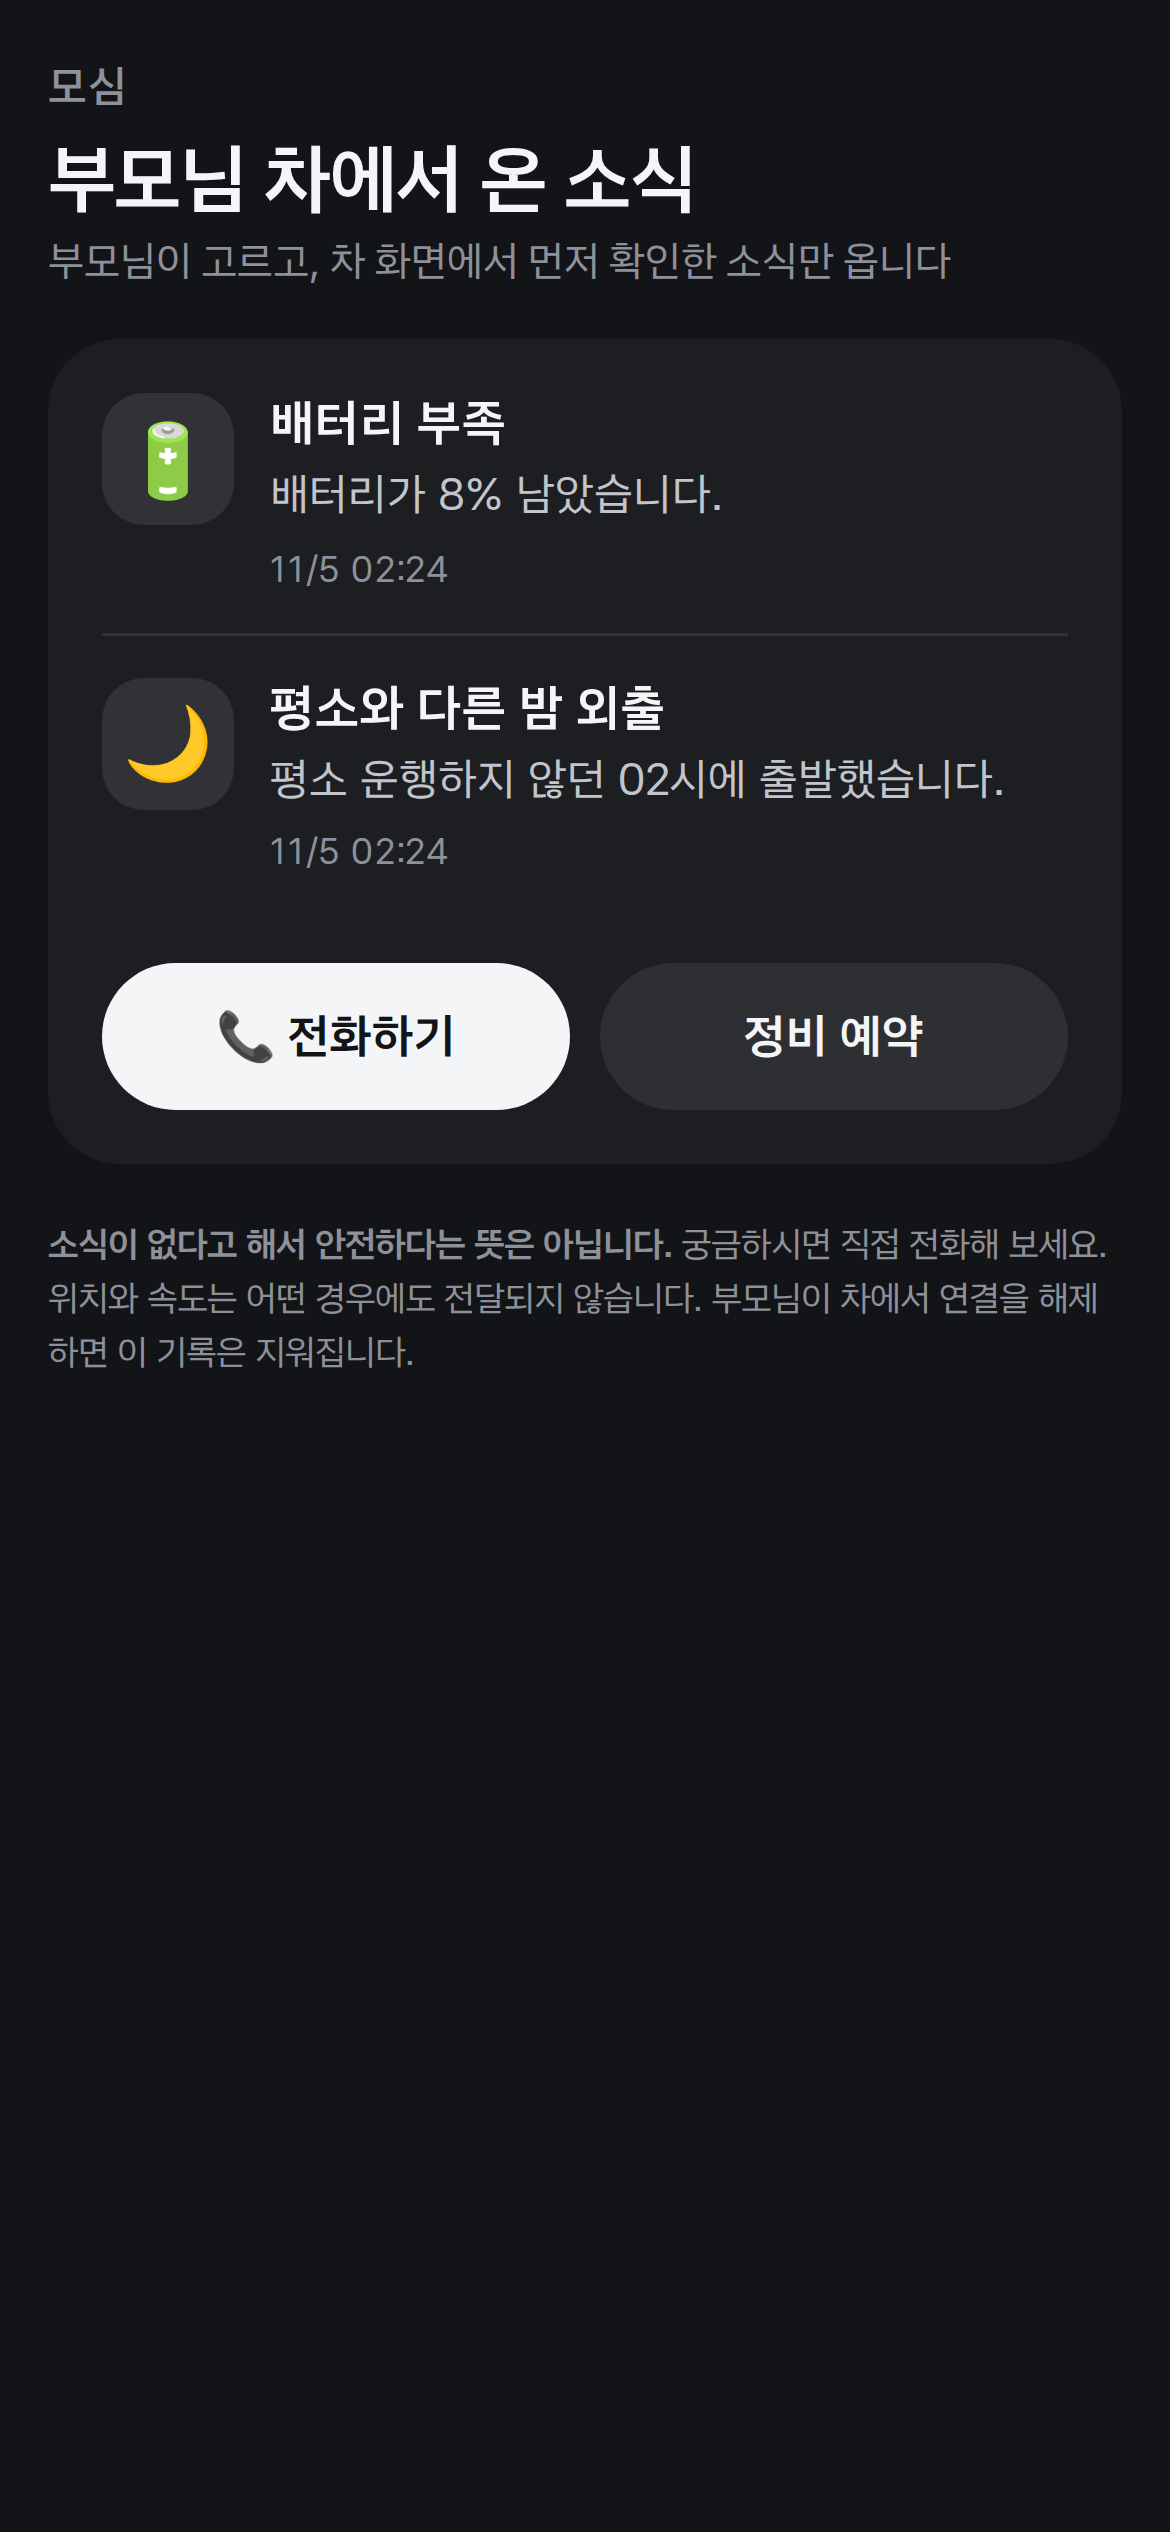 모심
부모님 차에서 온 소식
부모님이 고르고, 차 화면에서 먼저 확인한 소식만 옵니다
배터리 부족
배터리가 8% 남았습니다.
11/5 02:24
평소와 다른 밤 외출
평소 운행하지 않던 02시에 출발했습니다.
11/5 02:24
📞 전화하기
정비 예약
소식이 없다고 해서 안전하다는 뜻은 아닙니다. 궁금하시면 직접 전화해 보세요.
위치와 속도는 어떤 경우에도 전달되지 않습니다. 부모님이 차에서 연결을 해제
하면 이 기록은 지워집니다.